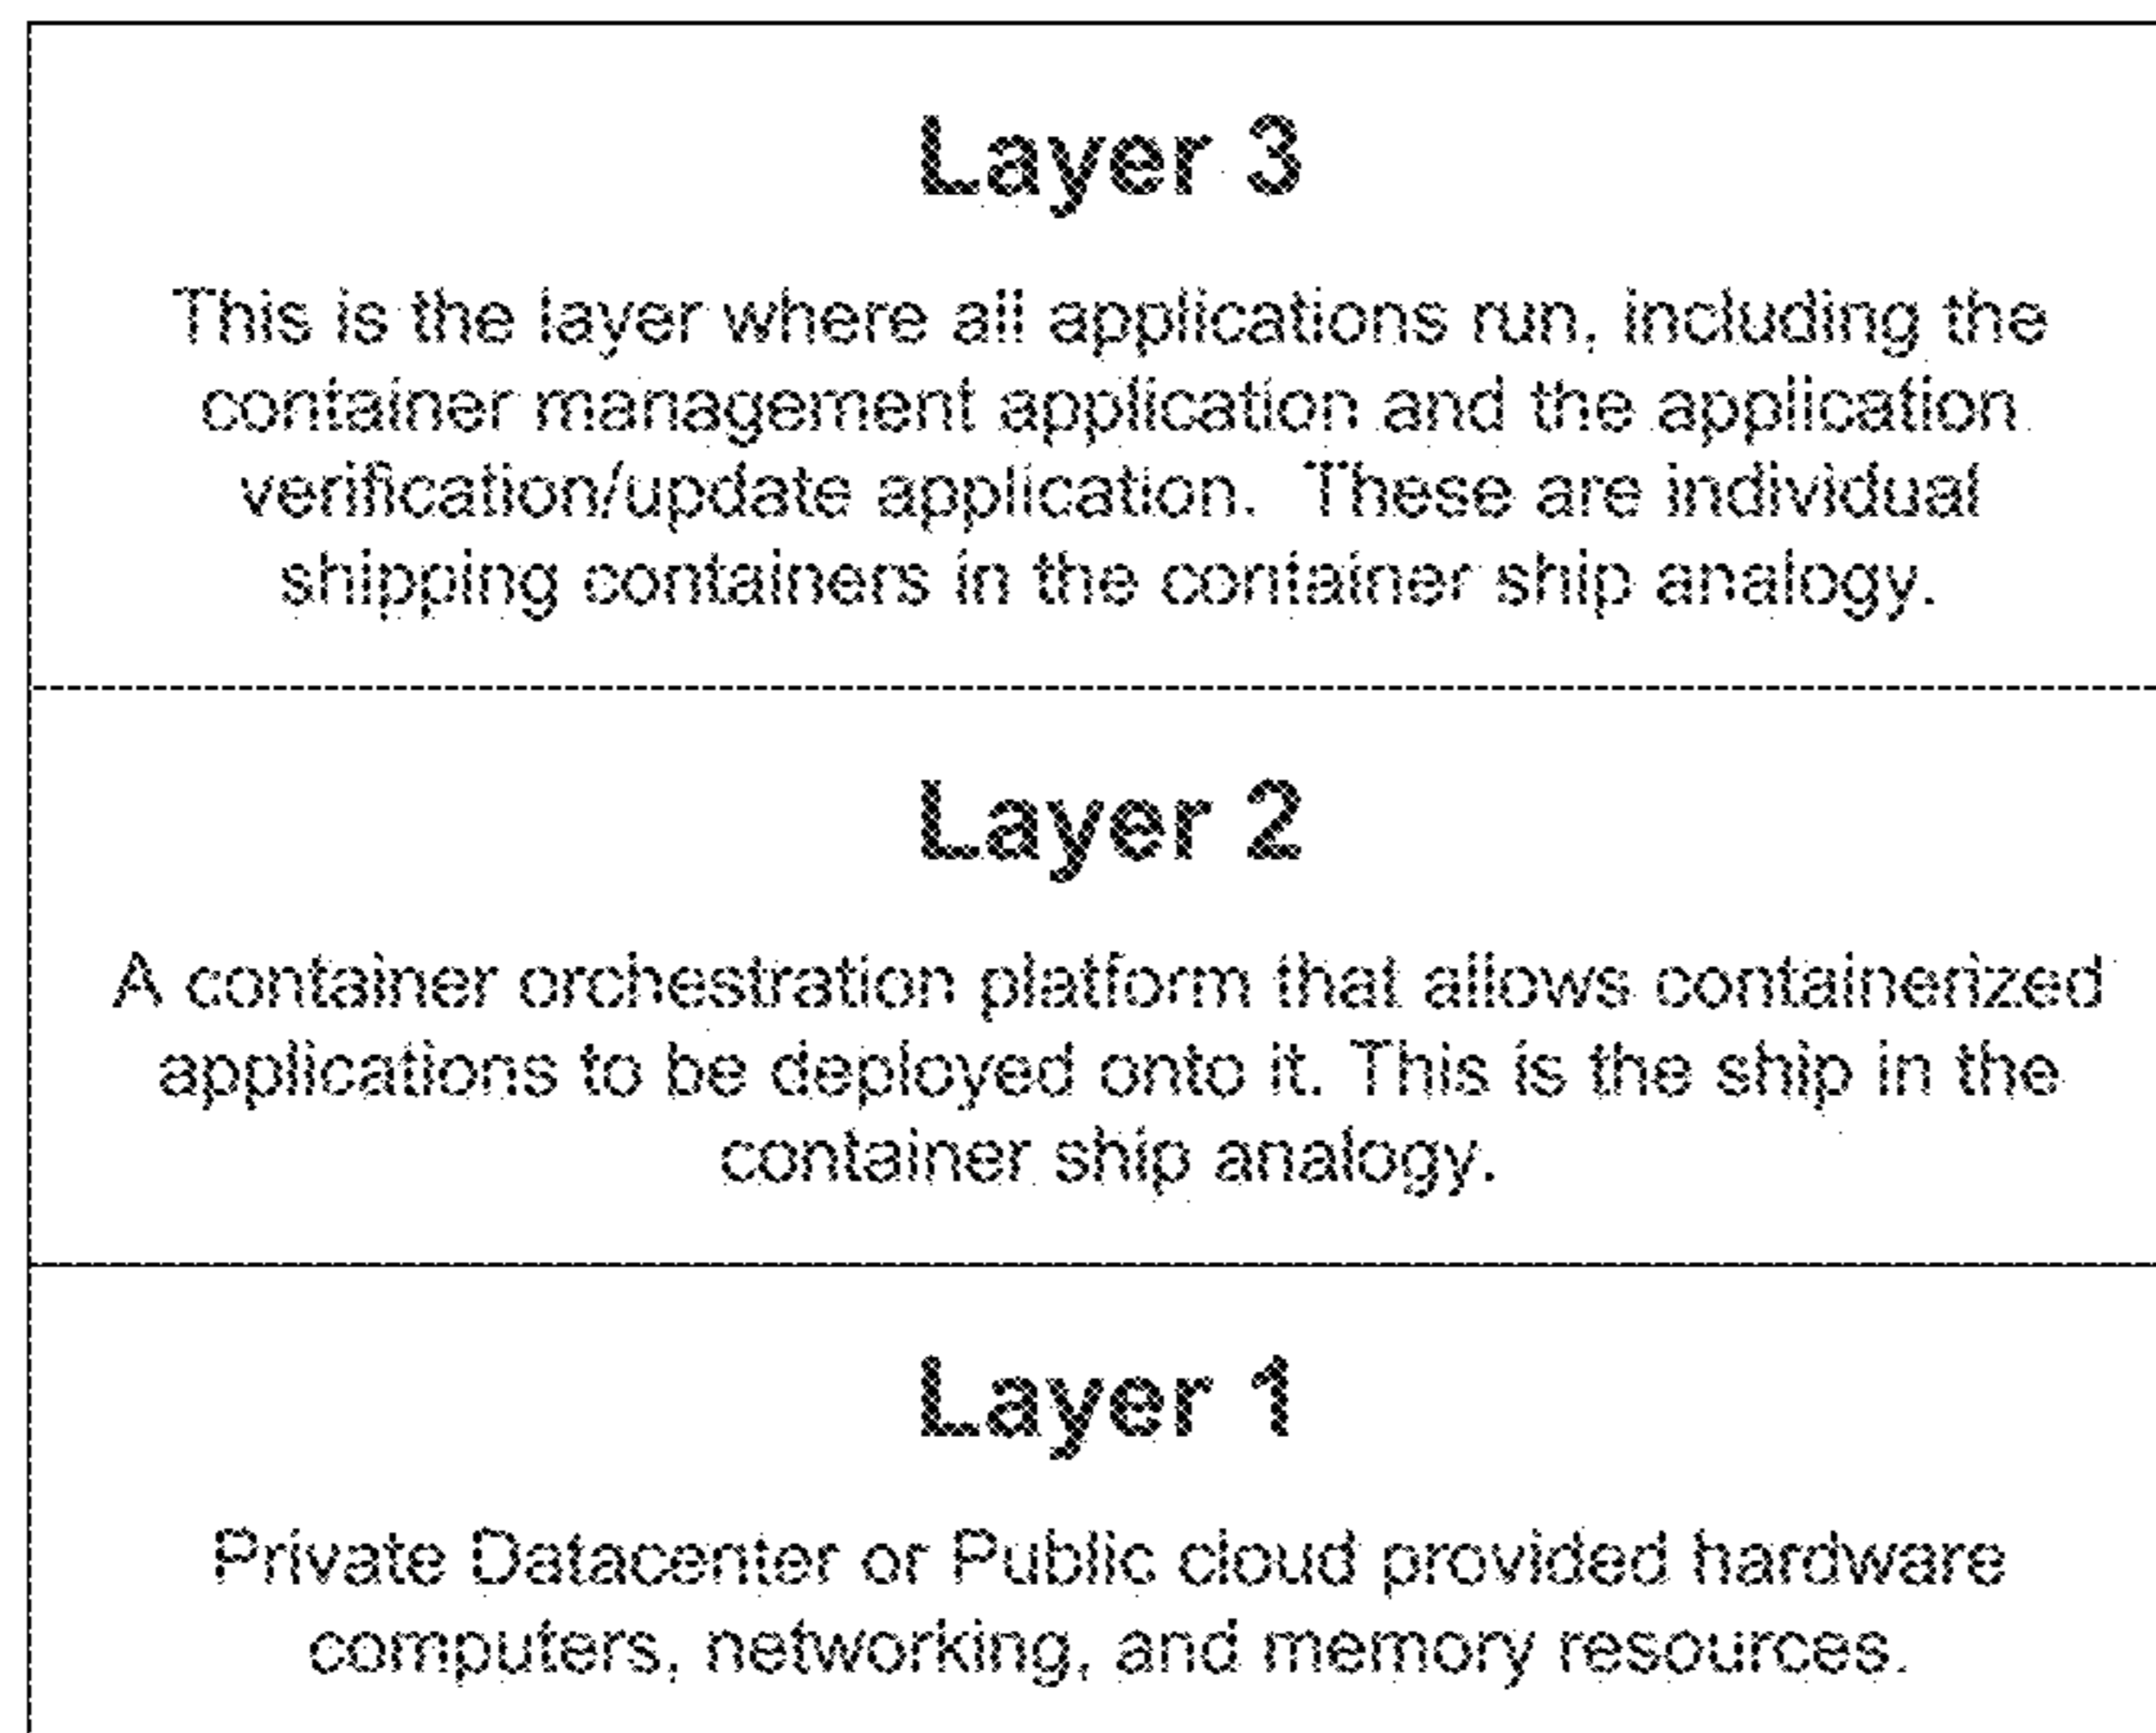 Layer 3
This is the layer where all applications run, including the
container management application and the application
verification/update application.  These are individual
shipping containers in the container ship analogy.
Layer 2
A container orchestration platform that allows containerized
applications to be deployed onto it. This is the ship in the
container ship analogy.
Layer 1
Private Datacenter or Public cloud provided hardware
computers, networking, and memory resources.